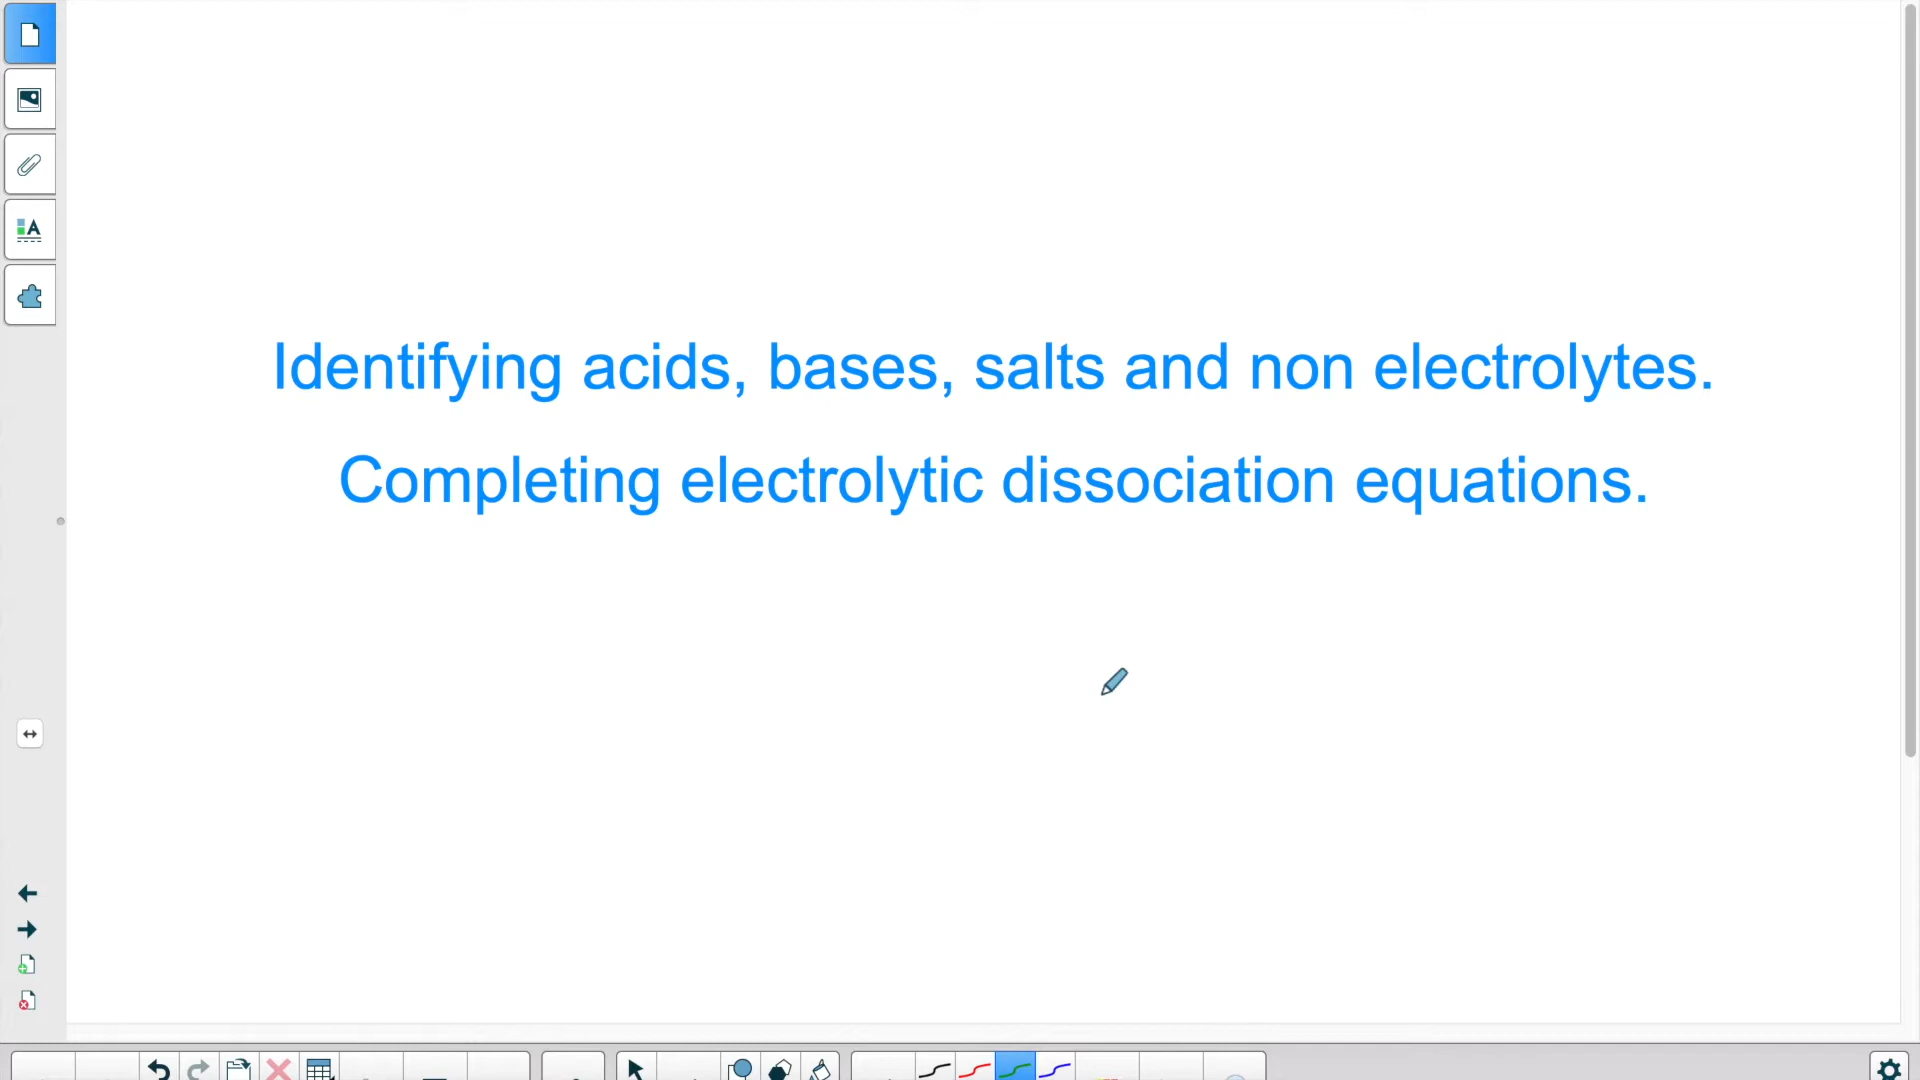 Identifying acids, bases, salts and non electrolytes.
Completing electrolytic dissociation equations.